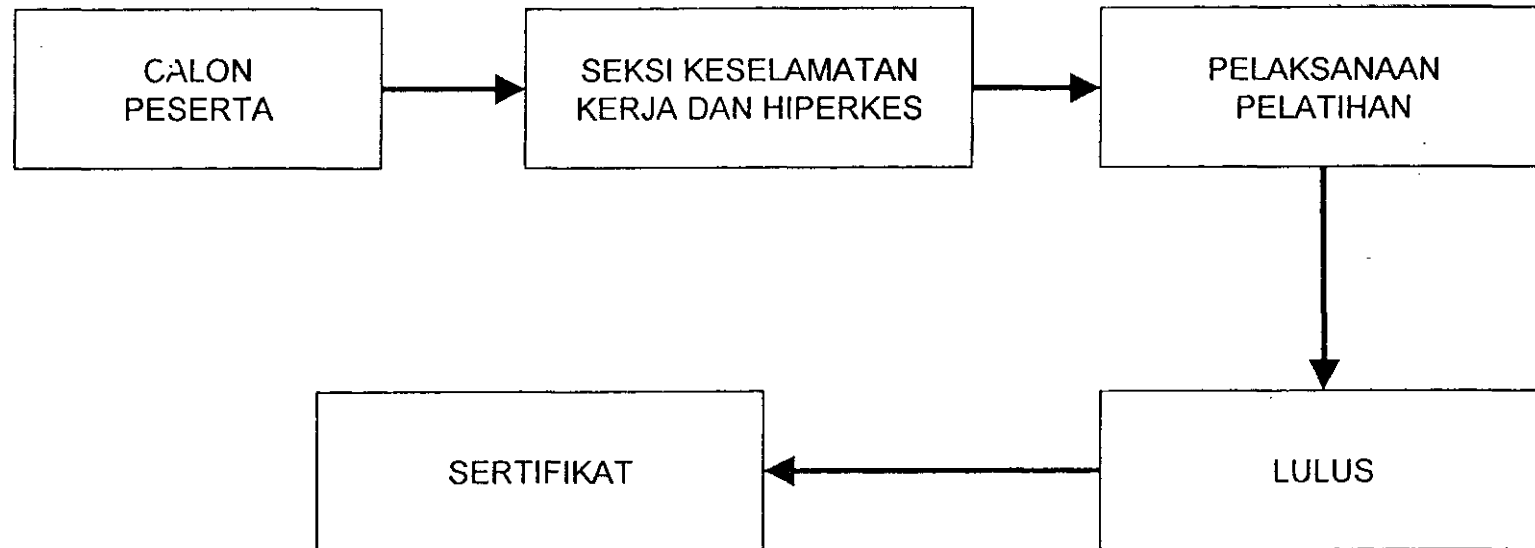 CALON
PESERTA
SEKSI KESELAMATAN
KERJA DAN HIPERKES
PELAKSANAAN
PELATIHAN
LULUS
SERTIFIKAT